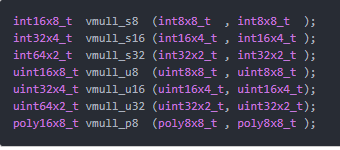 int16x8_t  vmull_s8  (int8x8_t  , int8x8_t  );
int32x4_t  vmull_s16 (int16x4_t , int16x4_t );
int64x2_t  vmull_s32 (int32x2_t , int32x2_t );
uint16x8_t vmull_u8  (uint8x8_t , uint8x8_t );
uint32x4_t vmull_u16 (uint16x4_t, uint16x4_t);
uint64x2_t vmull_u32 (uint32x2_t, uint32x2_t);
poly16x8_t vmull_p8  (poly8x8_t , poly8x8_t );